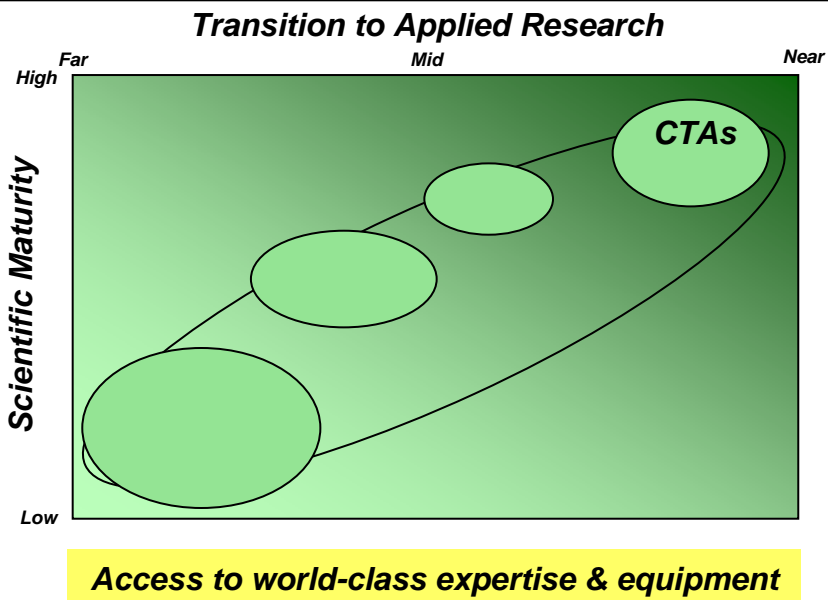 Transition to Applied Research
Far Mid Near
High
CTAs
Scientific Maturity
Low
Access to world-class expertise & equipment